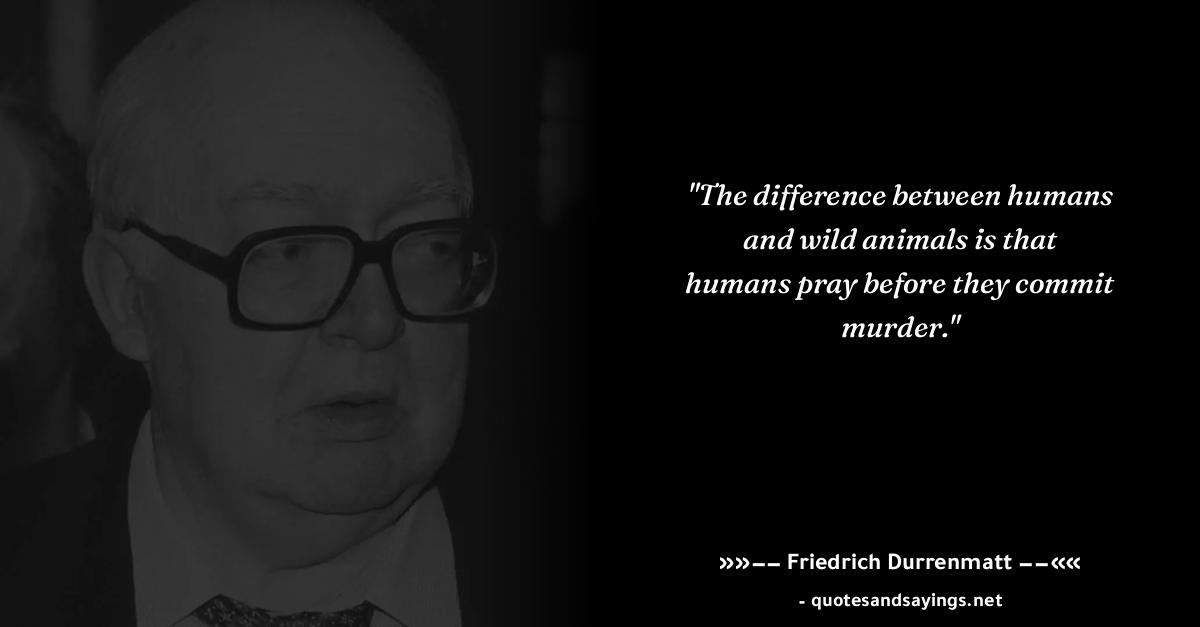 "The difference between humans
and wild animals is that
humans pray before they commit
murder."
»»−− Friedrich Durrenmatt −−««
- quotesandsayings.net